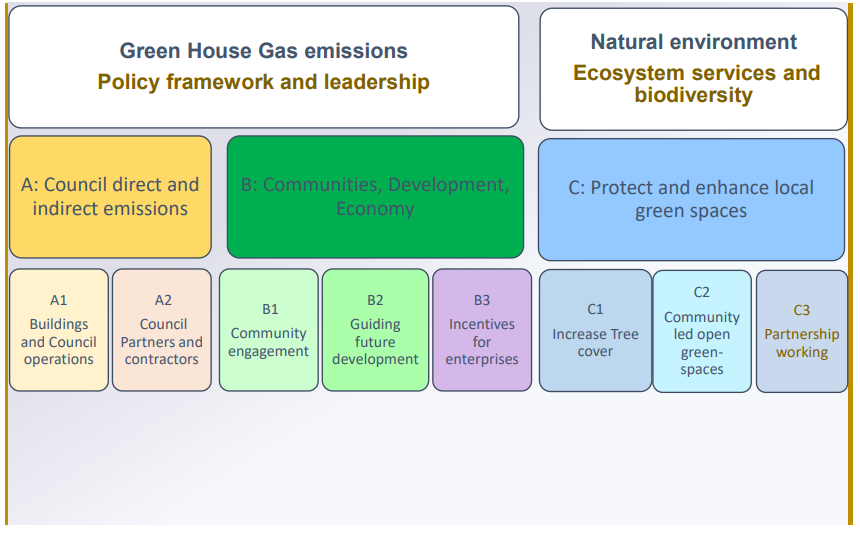 Green House Gas emissions
Policy framework and leadership
Natural environment
Ecosystem services and
biodiversity
A: Council direct and
indirect emissions
B: Communities, Development,
Economy
C: Protect and enhance local
green spaces
A1
Buildings
and Council
operations
A2
Council
Partners and
contractors
B1
Community
engagement
B2
Guiding
future
development
B3
Incentives
for
enterprises
C1
Increase Tree
cover
C2
Community
led open
green-
spaces
C3
Partnership
working